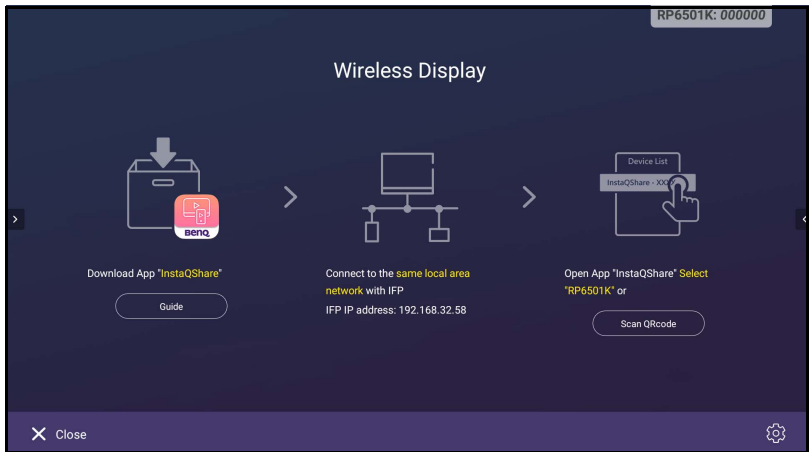 RP6501K: 000000
Wireless Display
Device List
InstaQShare - XXX
BenQ
Download App "InstaQShare"
Guide
Connect to the same local area
network with IFP
IFP IP address: 192.168.32.58
Open App "InstaQShare" Select
"RP6501K" or
Scan QRcode
Close